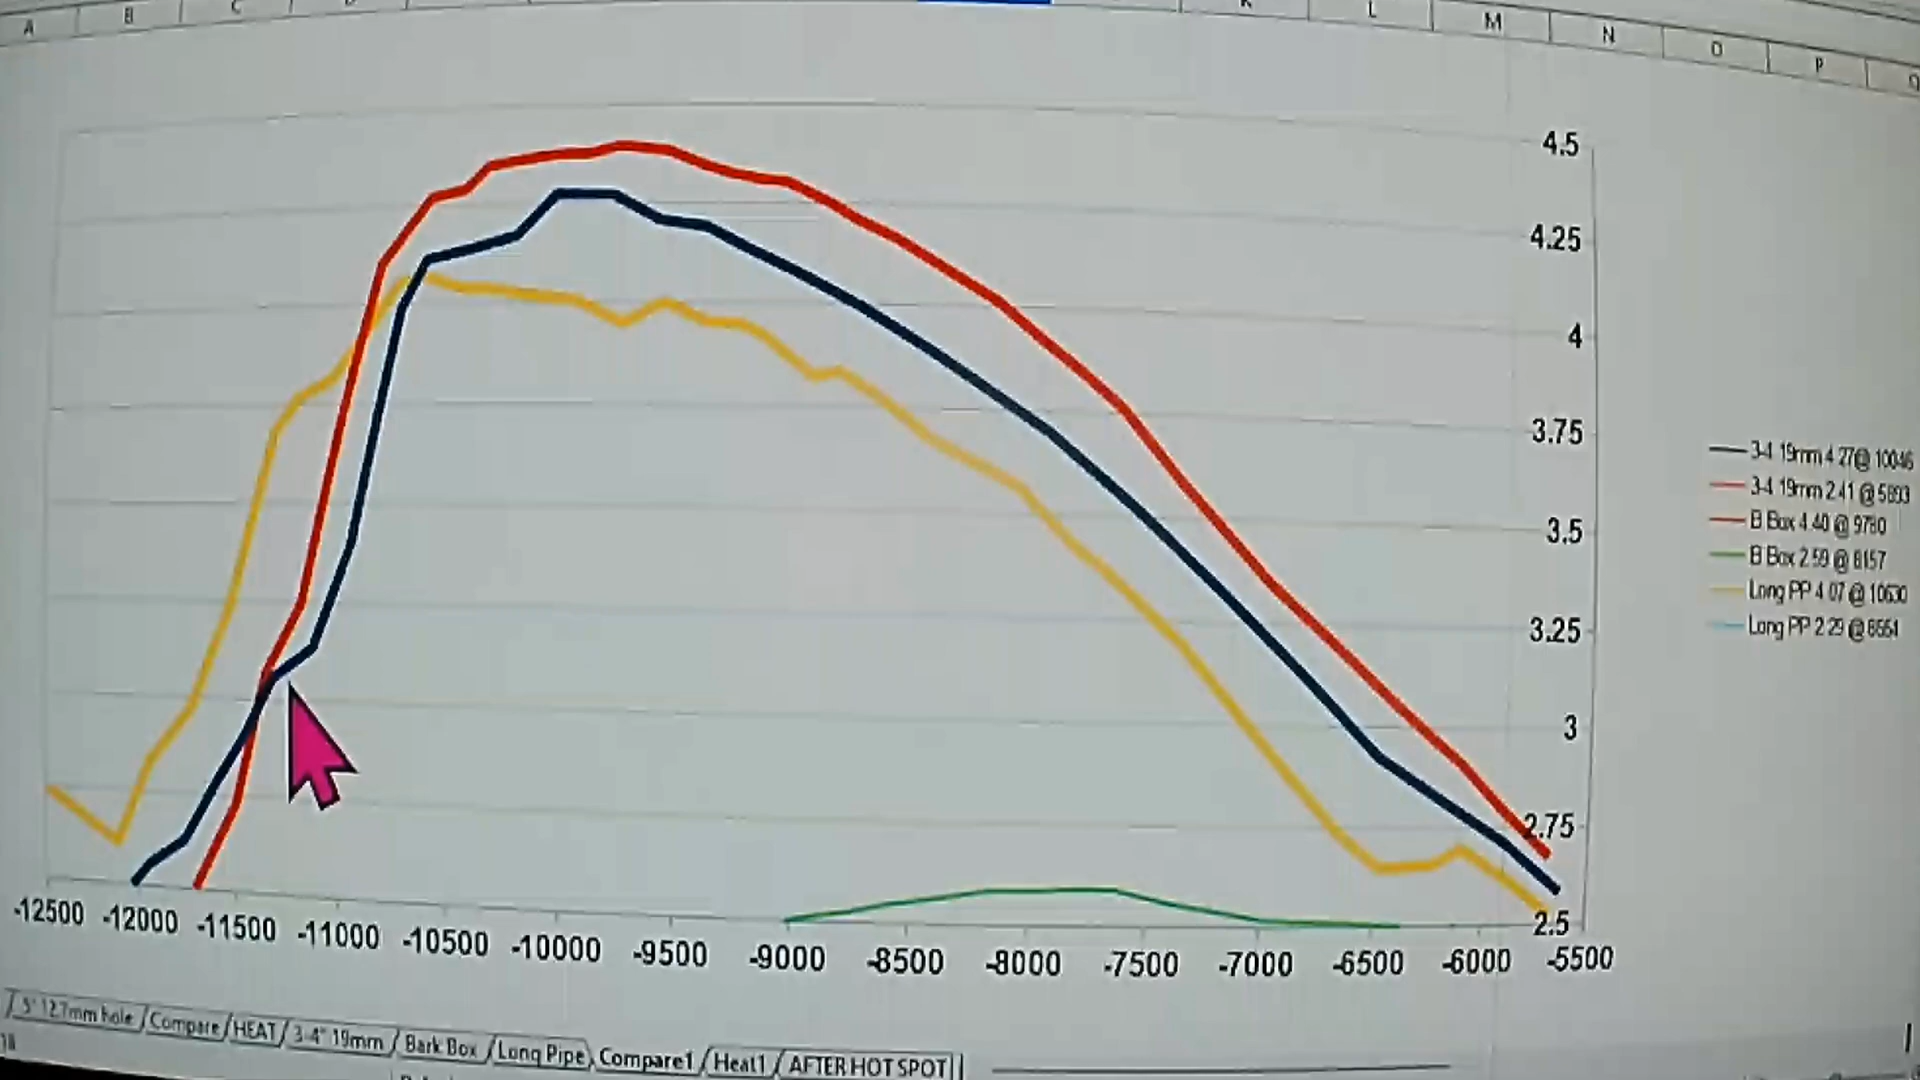 A B C K L M N O P Q
4.5
4.25
4
3.75
3.5
3.25
3
2.75
2.5
-12500 -12000 -11500 -11000 -10500 -10000 -9500 -9000 -8500 -8000 -7500 -7000 -6500 -6000 -5500
3-4 19mm 4.27@ 10046
3-4 19mm 2.41 @ 5893
B Box 4.40 @ 9780
B Box 2.59 @ 8157
Long PP 4.07 @ 10630
Long PP 2.29 @
5" 12.7mm hole Compare HEAT 3-4" 19mm Bark Box Long Pipe Compare1 Heat1 AFTER HOT SPOT